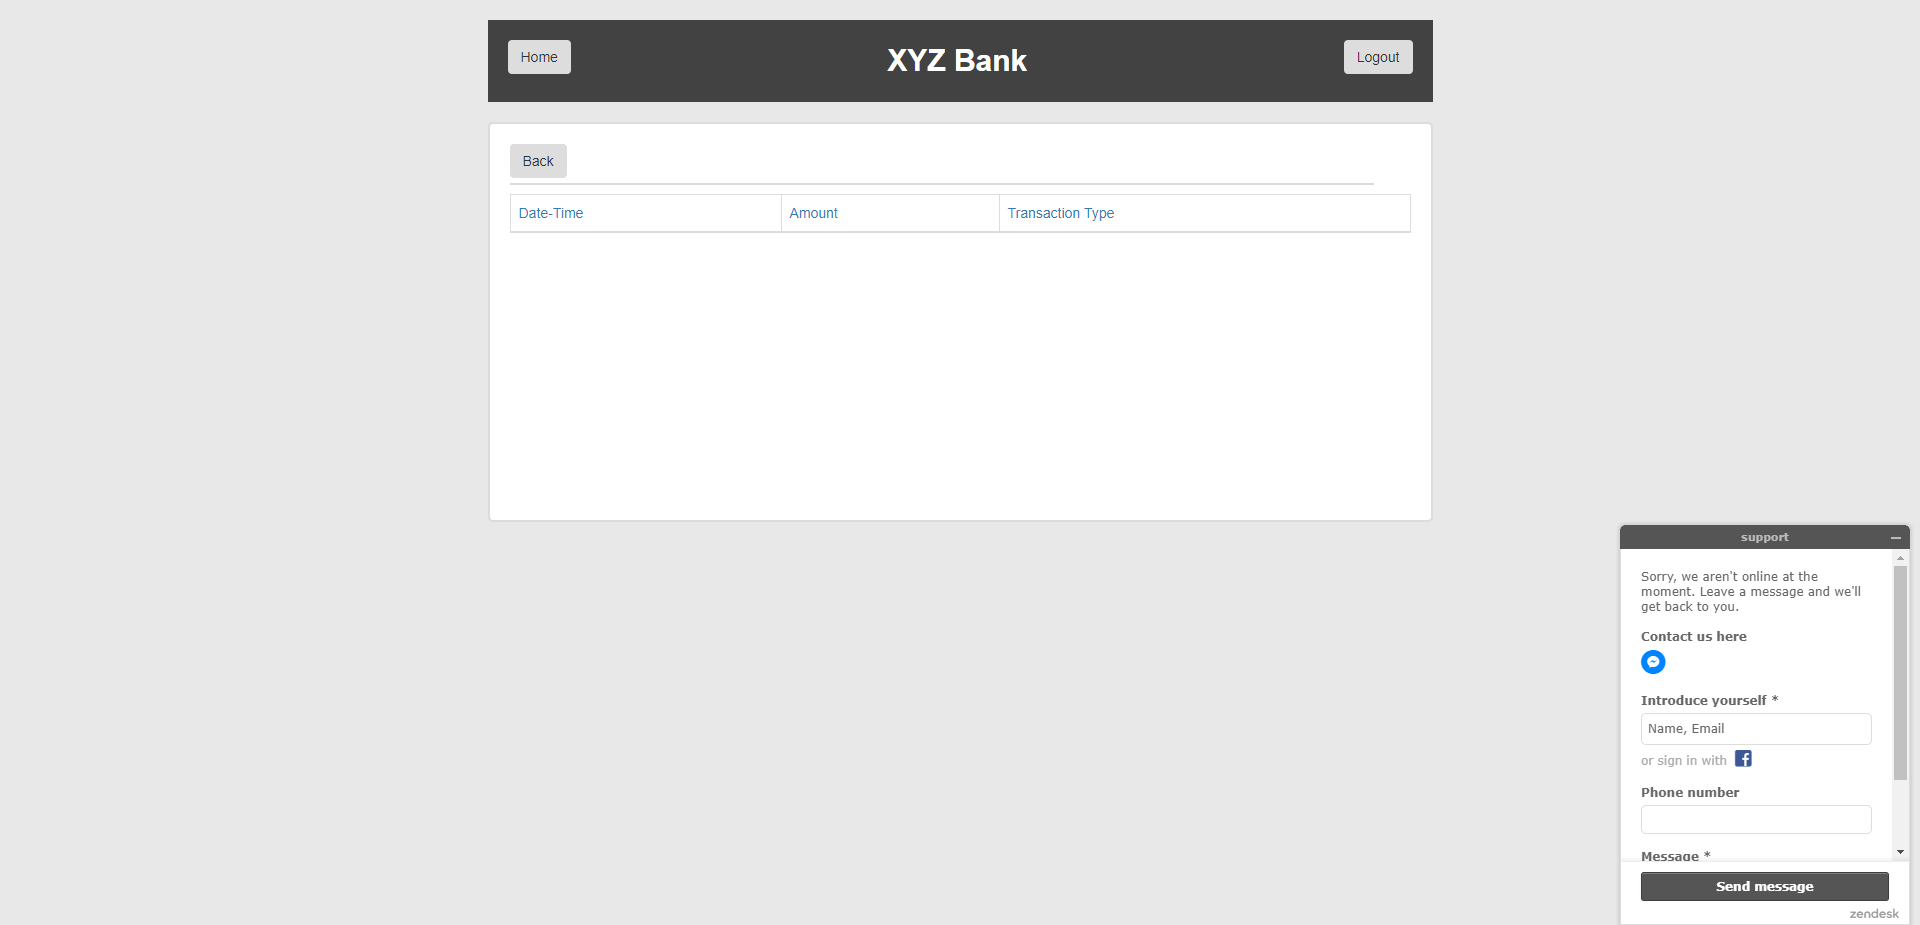 Home
XYZ Bank
Logout
Back
Date-Time
Amount
Transaction Type
support
Sorry, we aren't online at the
moment. Leave a message and we'll
get back to you.
Contact us here
Introduce yourself *
Name, Email
or sign in with
Phone number
Message *
Send message
zendesk